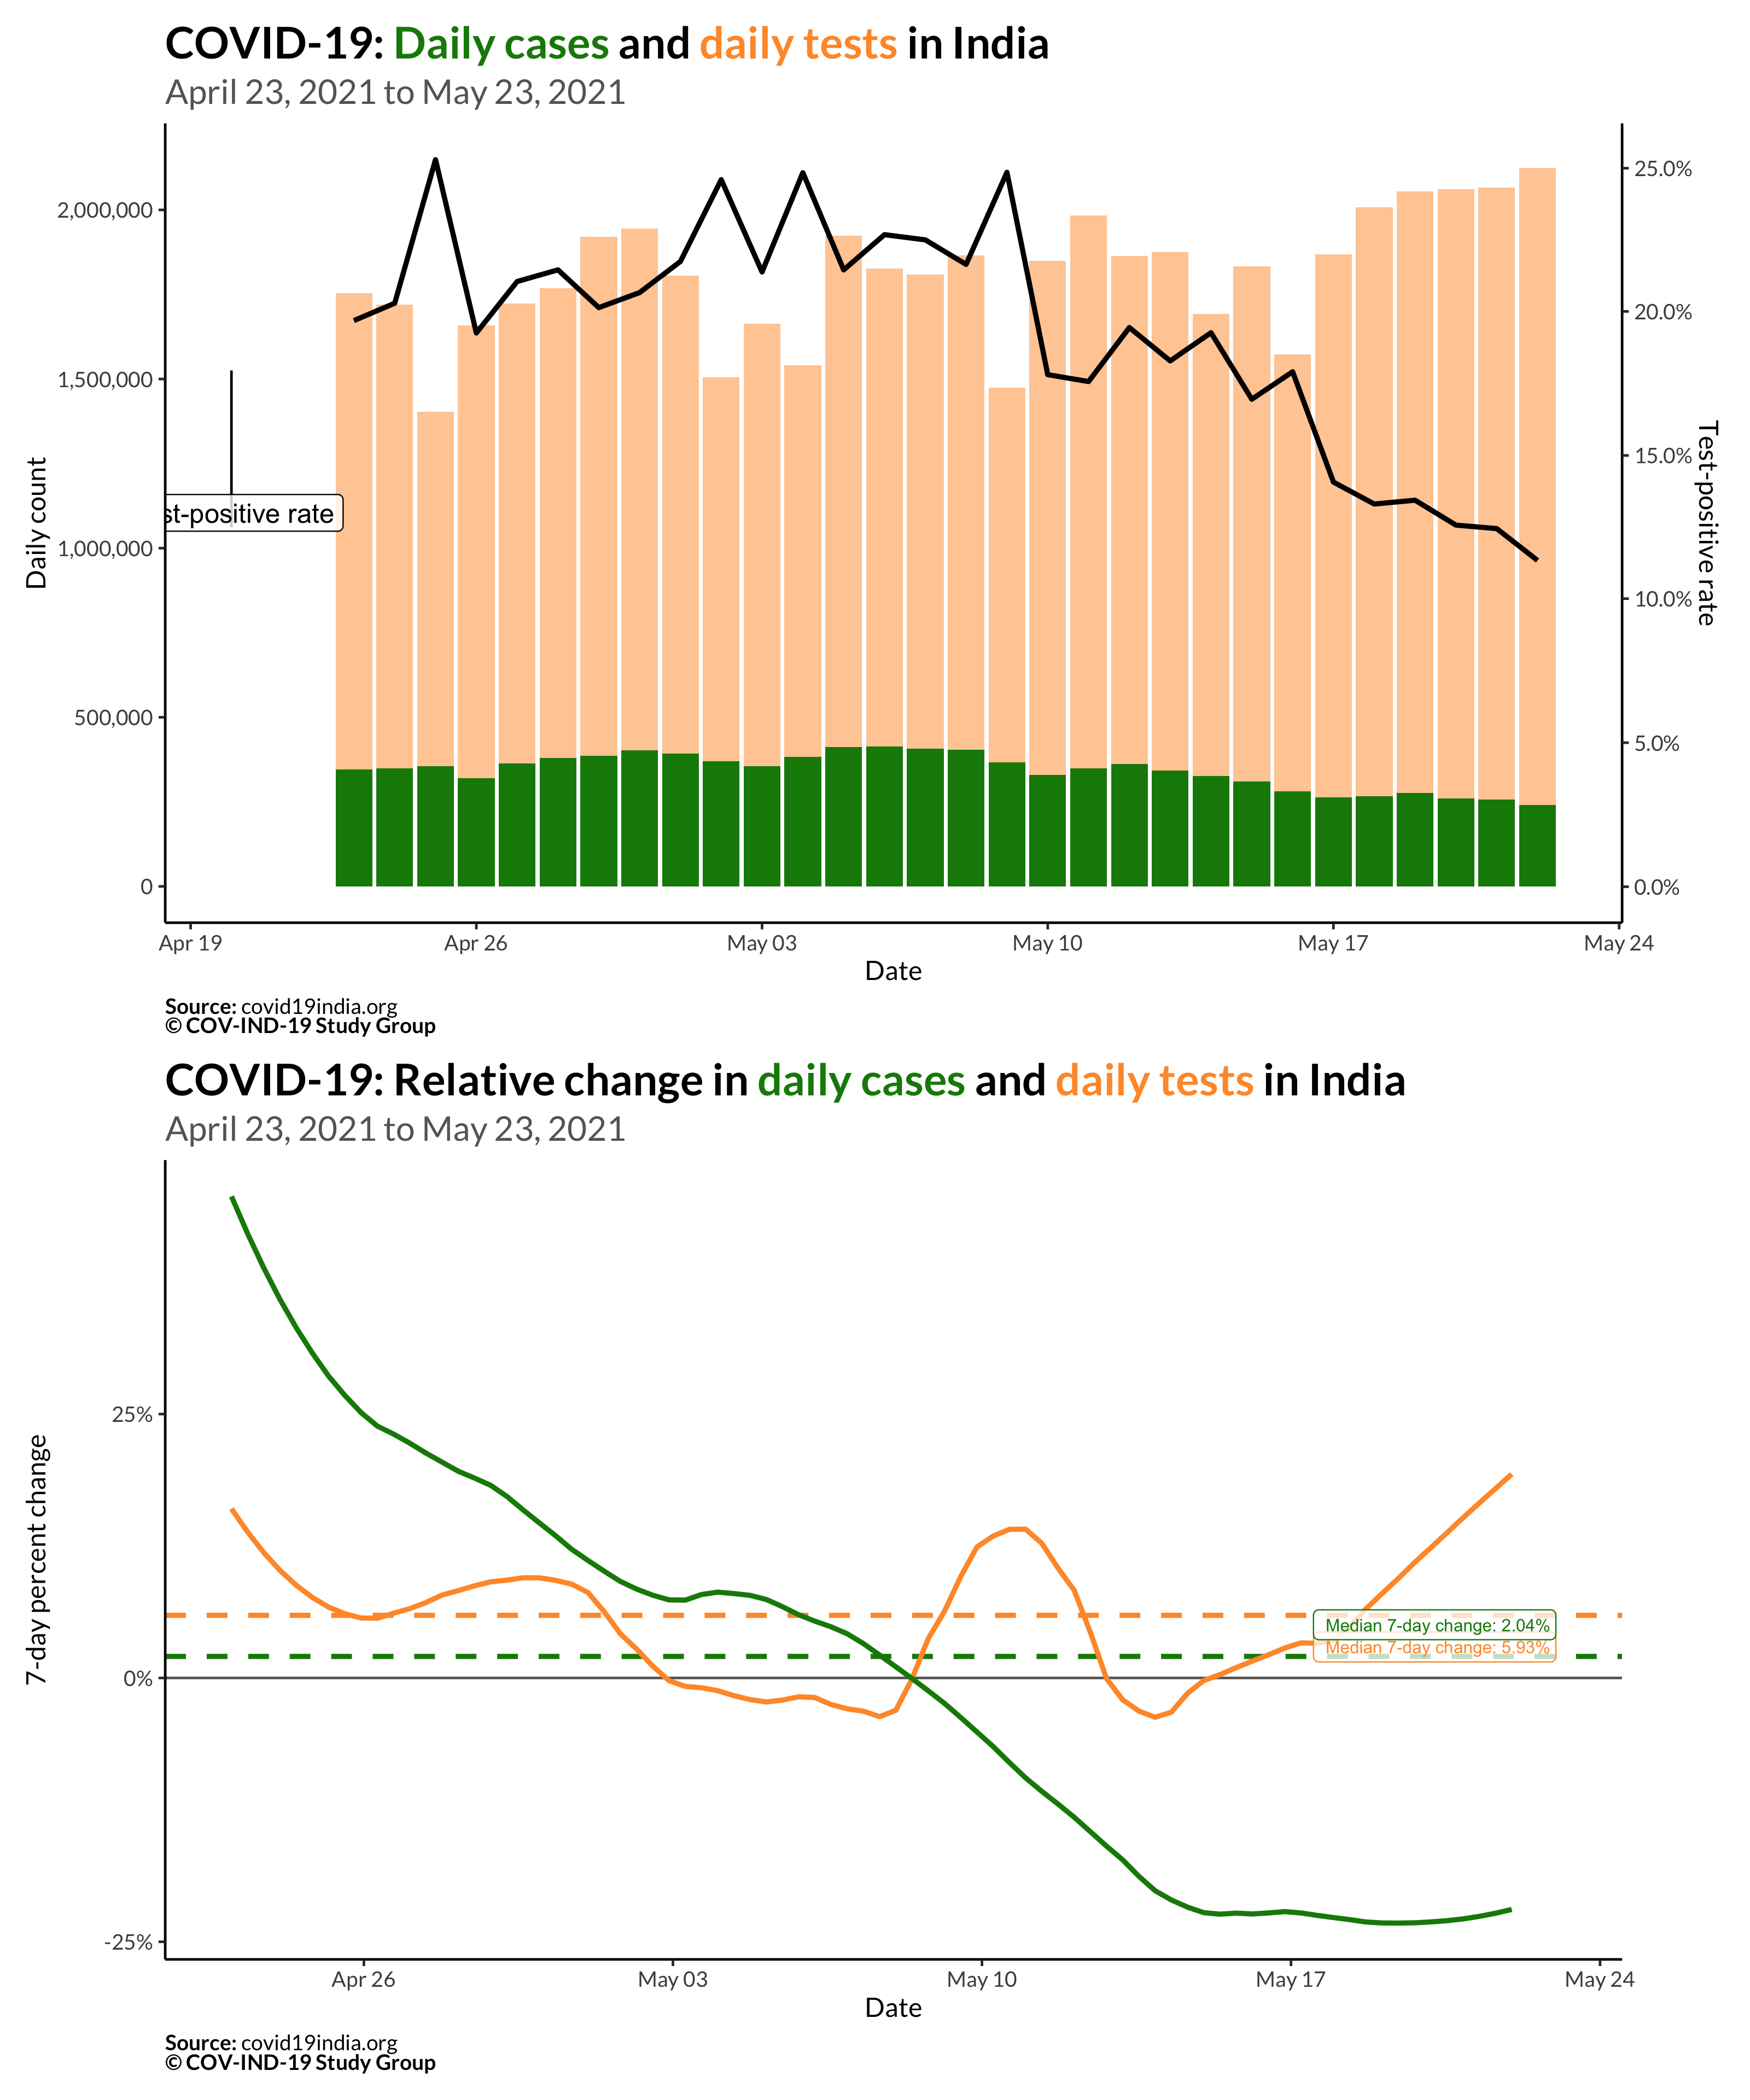 COVID-19: Daily cases and daily tests in India
April 23, 2021 to May 23, 2021
Daily count
2,000,000
1,500,000
1,000,000
500,000
0
st-positive rate
25.0%
20.0%
15.0%
10.0%
5.0%
0.0%
Test-positive rate
Apr 19
Apr 26
May 03
May 10
May 17
May 24
Date
Source: covid19india.org
© COV-IND-19 Study Group
COVID-19: Relative change in daily cases and daily tests in India
April 23, 2021 to May 23, 2021
7-day percent change
25%
0%
-25%
Median 7-day change: 2.04%
Median 7-day change: 5.93%
Apr 26
May 03
May 10
May 17
May 24
Date
Source: covid19india.org
© COV-IND-19 Study Group